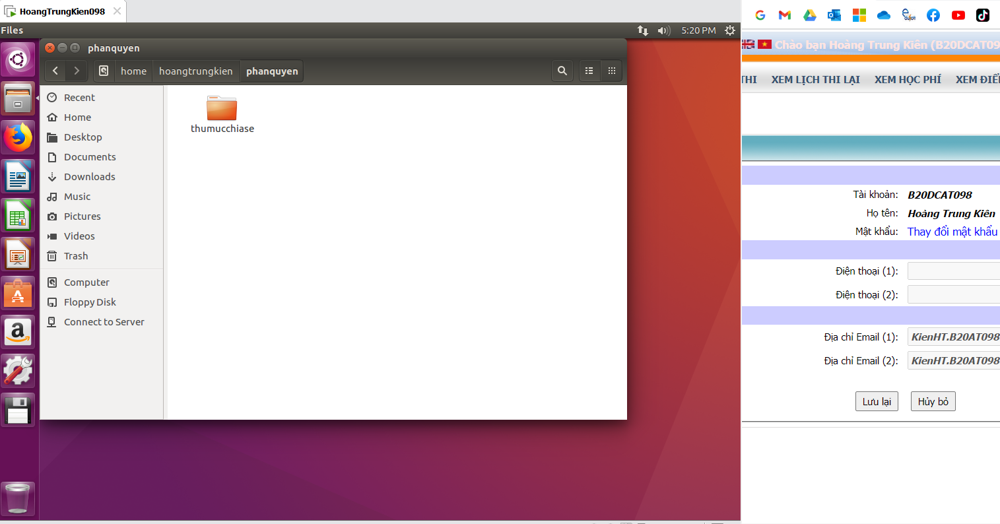 HoangTrungKien098
Files
5:20 PM
phanquyen
home
hoangtrungkien
phanquyen
Recent
Home
Desktop
Documents
Downloads
Music
Pictures
Videos
Trash
Computer
Floppy Disk
Connect to Server
thumucchiase
Chào bạn Hoàng Trung Kiên (B20DCAT09
THI XEM LỊCH THI LẠI XEM HỌC PHÍ XEM ĐIỂ
Tài khoản: B20DCAT098
Họ tên: Hoàng Trung Kiên
Mật khẩu: Thay đổi mật khẩu
Điện thoại (1):
Điện thoại (2):
Địa chỉ Email (1): KienHT.B20AT098
Địa chỉ Email (2): KienHT.B20AT098
Lưu lại Hủy bỏ